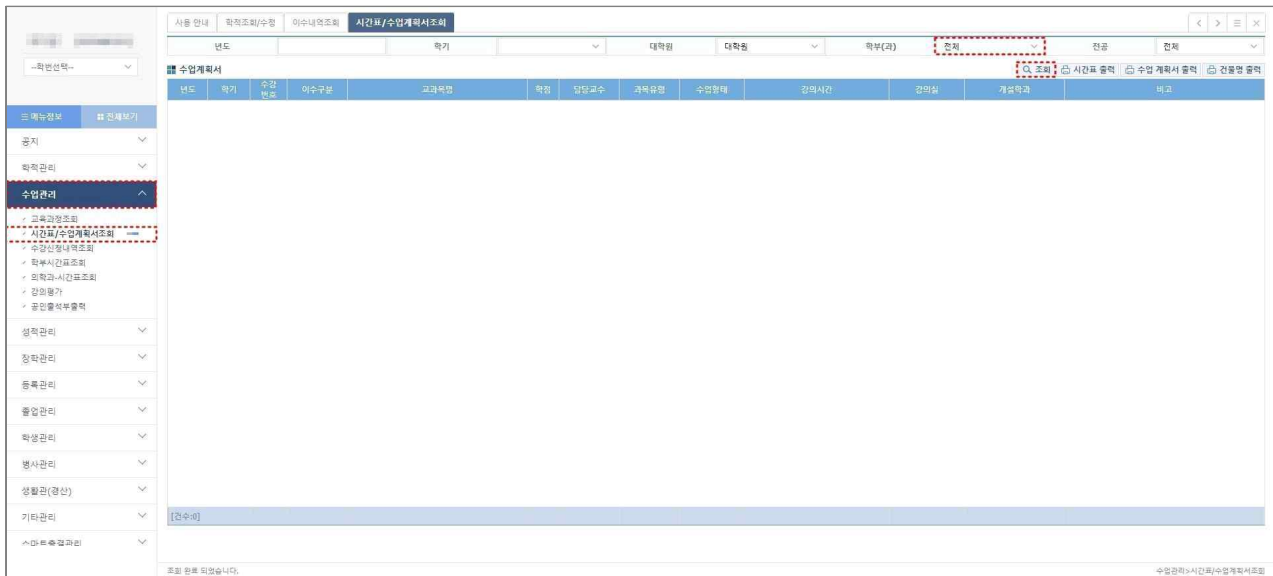 사용 안내 학적조회/수정 이수내역조회 시간표/수업계획서조회
년도 학기 대학원 대학원 학부(과) 전체 전공 전체
--학번선택--
수업계획서 조회 시간표 출력 수업 계획서 출력 건물명 출력
년도 학기 수강번호 이수구분 교과목명 학점 담당교수 과목유형 수업형태 강의시간 강의실 개설학과 비고
메뉴정보 전체보기
공지
학적관리
수업관리
교육과정조회
시간표/수업계획서조회
수강신청내역조회
학부시간표조회
의학과-시간표조회
강의평가
공인출석부출력
성적관리
장학관리
등록관리
졸업관리
학생관리
병사관리
생활관(경산)
기타관리
스마트출결관리
[건수:0]
조회 완료 되었습니다. 수업관리>시간표/수업계획서조회